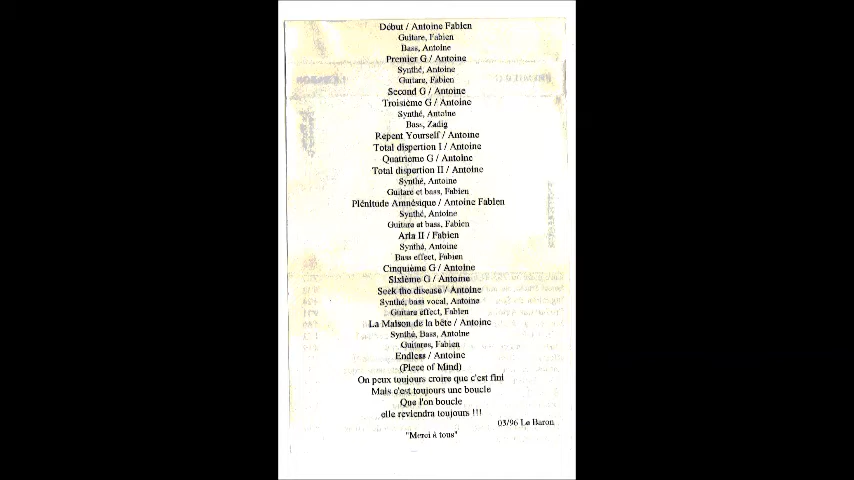 Début / Antoine Fabien
Guitare, Fabien
Bass, Antoine
Premier G / Antoine
Synthé, Antoine
Guitare, Fabien
Second G / Antoine
Troisième G / Antoine
Synthé, Antoine
Bass, Zadig
Repent Yourself / Antoine
Total dispertion I / Antoine
Quatrième G / Antoine
Total dispertion II / Antoine
Synthé, Antoine
Guitare et bass, Fabien
Plénitude Amnésique / Antoine Fabien
Synthé, Antoine
Guitare et bass, Fabien
Aria II / Fabien
Synthé, Antoine
Bass effect, Fabien
Cinquième G / Antoine
Sixième G / Antoine
Seek the disease / Antoine
Synthé, bass vocal, Antoine
Guitare effect, Fabien
La Maison de la bête / Antoine
Synthé, Bass, Antoine
Guitares, Fabien
Endless / Antoine
(Piece of Mind)
On peux toujours croire que c'est fini
Mais c'est toujours une boucle
Que l'on boucle
elle reviendra toujours !!!
03/96 Le Baron
"Merci à tous"